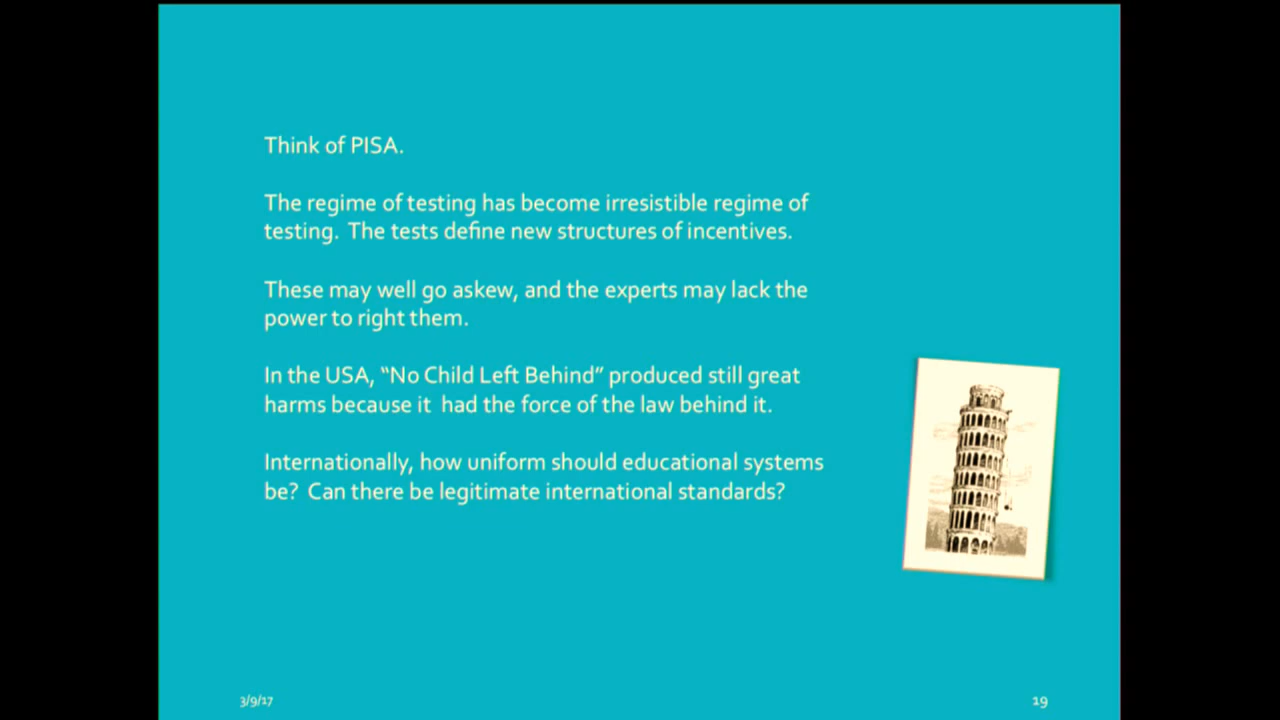 Think of PISA.
The regime of testing has become irresistible regime of
testing.  The tests define new structures of incentives.
These may well go askew, and the experts may lack the
power to right them.
In the USA, “No Child Left Behind” produced still great
harms because it  had the force of the law behind it.
Internationally, how uniform should educational systems
be?  Can there be legitimate international standards?
3/9/17
19